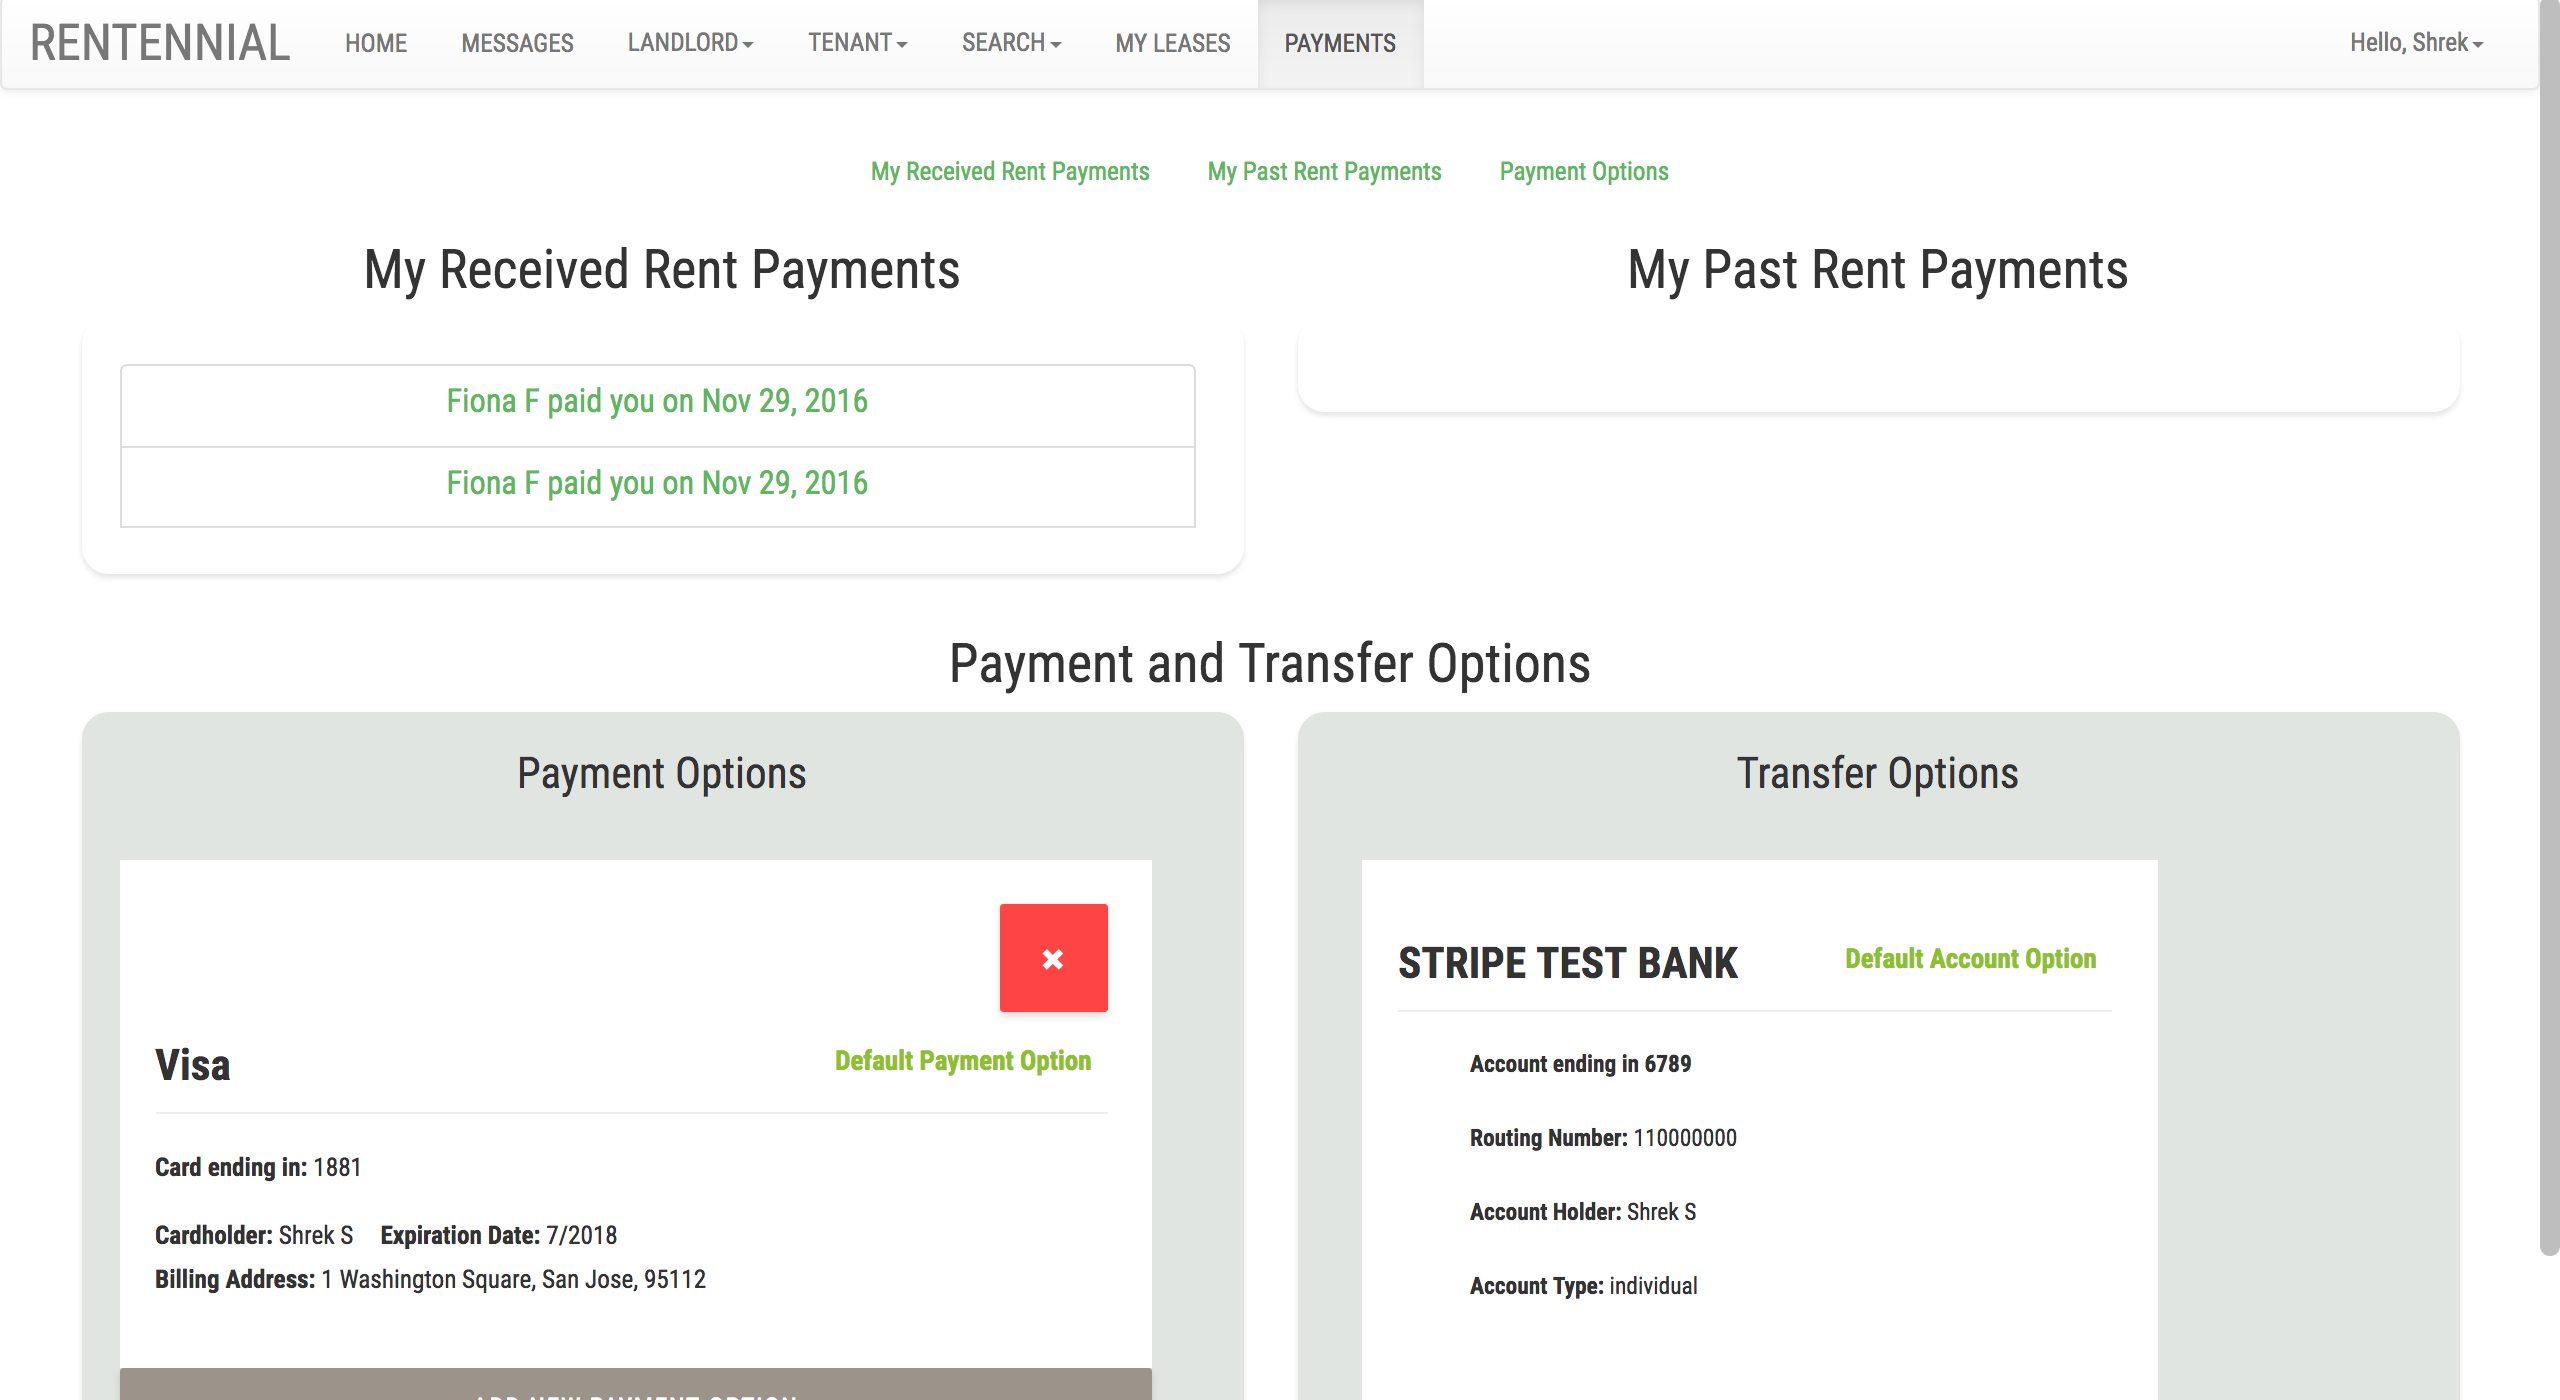 RENTENNIAL HOME MESSAGES LANDLORD TENANT SEARCH MY LEASES PAYMENTS Hello, Shrek
My Received Rent Payments My Past Rent Payments Payment Options
My Received Rent Payments
Fiona F paid you on Nov 29, 2016
Fiona F paid you on Nov 29, 2016
My Past Rent Payments
Payment and Transfer Options
Payment Options
Visa Default Payment Option
Card ending in: 1881
Cardholder: Shrek S Expiration Date: 7/2018
Billing Address: 1 Washington Square, San Jose, 95112
ADD NEW PAYMENT OPTION
Transfer Options
STRIPE TEST BANK Default Account Option
Account ending in 6789
Routing Number: 110000000
Account Holder: Shrek S
Account Type: individual